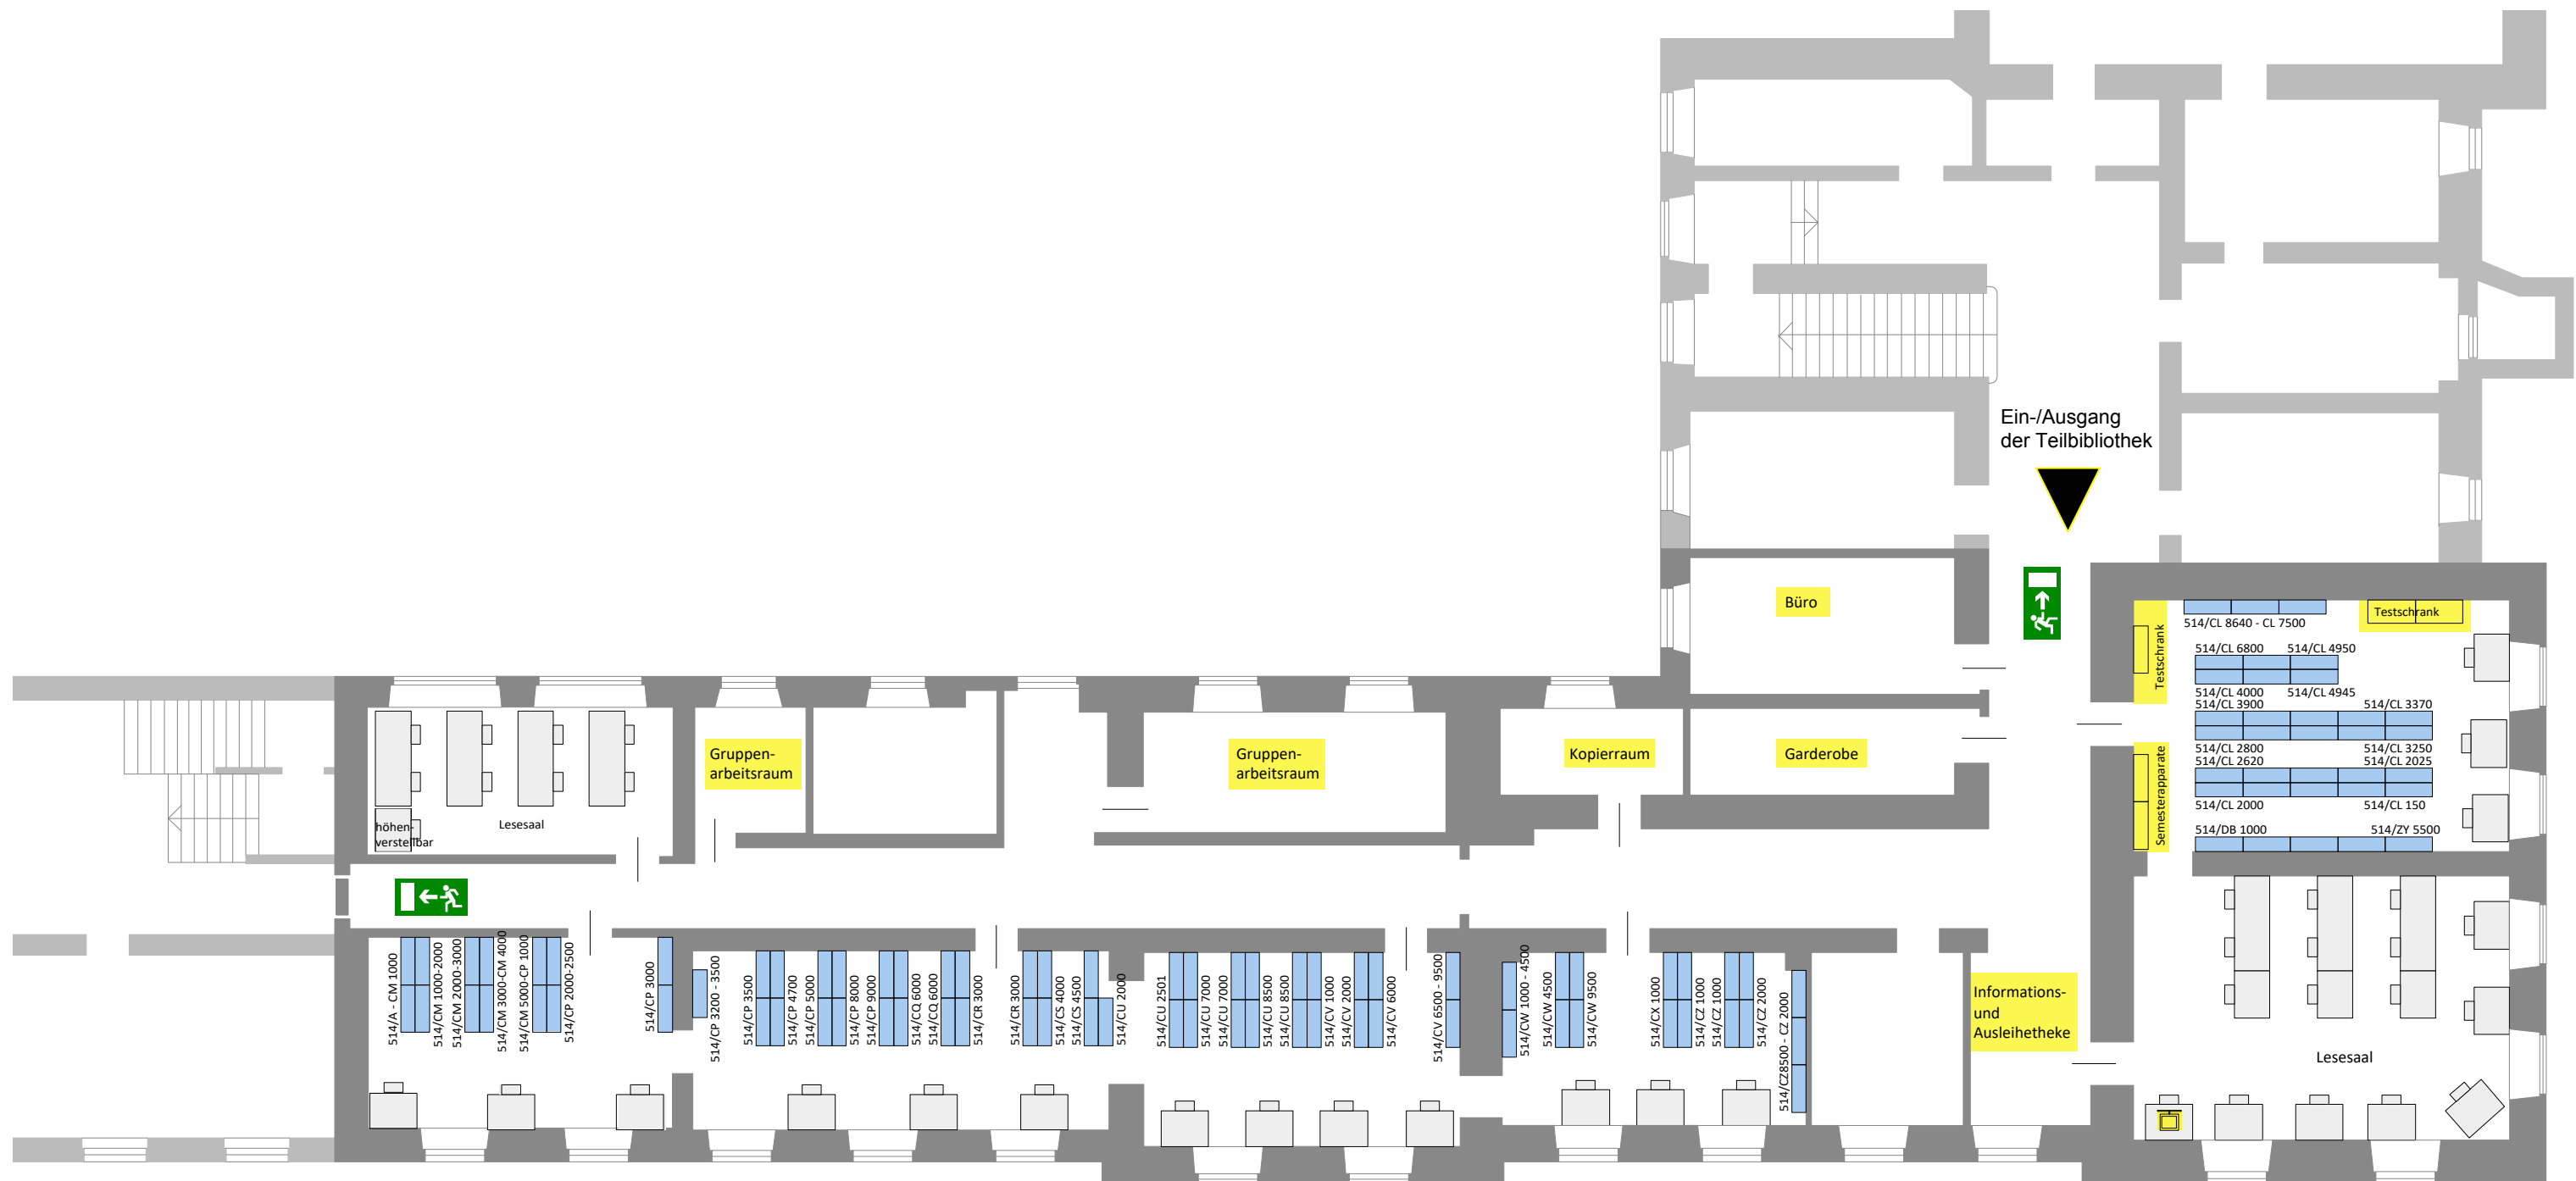 Ein-/Ausgang
der Teilbibliothek
Büro
Testschrank
Testschrank
514/CL 8640 - CL 7500
514/CL 6800
514/CL 4950
514/CL 4000
514/CL 4945
514/CL 3900
514/CL 3370
514/CL 2800
514/CL 3250
514/CL 2620
514/CL 2025
514/CL 2000
514/CL 150
514/DB 1000
514/ZY 5500
Semesterapparate
Gruppen-
arbeitsraum
Gruppen-
arbeitsraum
Kopierraum
Garderobe
höhen-
verstellbar
Lesesaal
514/A - CM 1000
514/CM 1000-2000
514/CM 2000-3000
514/CM 3000-CM 4000
514/CM 5000-CP 1000
514/CP 2000-2500
514/CP 3000
514/CP 3200 - 3500
514/CP 3500
514/CP 4700
514/CP 5000
514/CP 8000
514/CP 9000
514/CQ 6000
514/CQ 6000
514/CR 3000
514/CR 3000
514/CS 4000
514/CS 4500
514/CU 2000
514/CU 2501
514/CU 7000
514/CU 7000
514/CU 8500
514/CU 8500
514/CV 1000
514/CV 2000
514/CV 6000
514/CV 6500 - 9500
514/CW 1000 - 4500
514/CW 4500
514/CW 9500
514/CX 1000
514/CZ 1000
514/CZ 1000
514/CZ 2000
514/CZ8500 - CZ 2000
Informations-
und
Ausleihetheke
Lesesaal